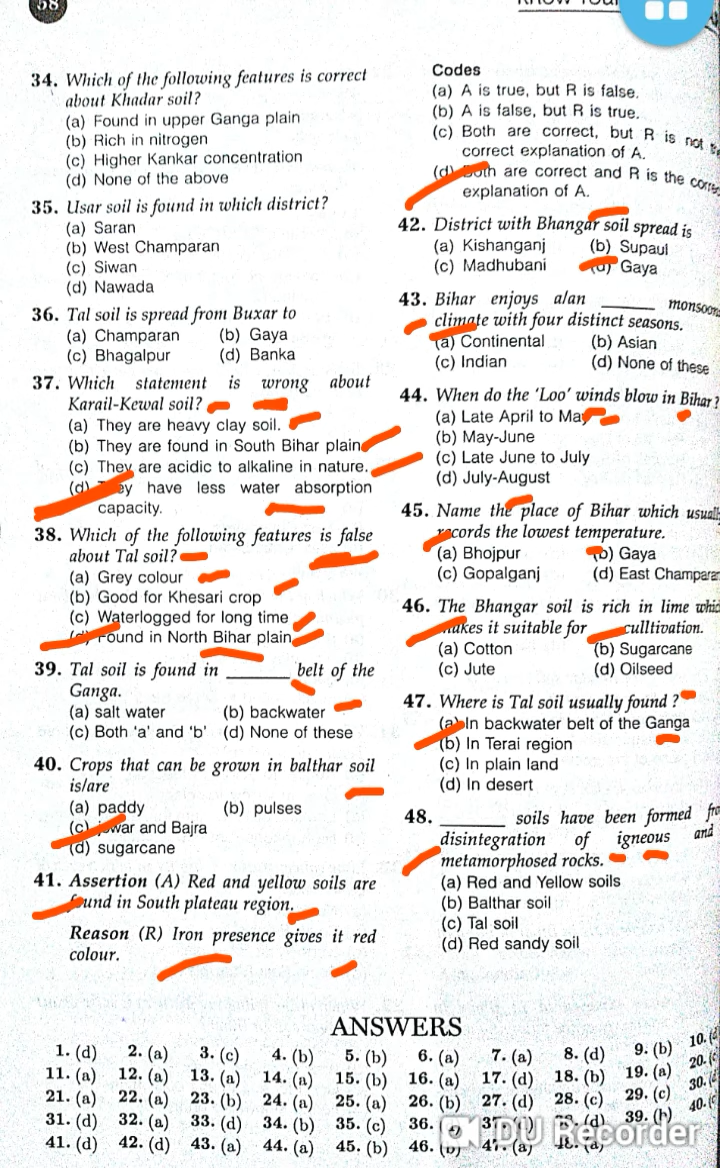 58
34. Which of the following features is correct
about Khadar soil?
(a) Found in upper Ganga plain
(b) Rich in nitrogen
(c) Higher Kankar concentration
(d) None of the above
35. Usar soil is found in which district?
(a) Saran
(b) West Champaran
(c) Siwan
(d) Nawada
36. Tal soil is spread from Buxar to
(a) Champaran (b) Gaya
(c) Bhagalpur (d) Banka
37. Which statement is wrong about
Karail-Kewal soil?
(a) They are heavy clay soil.
(b) They are found in South Bihar plain
(c) They are acidic to alkaline in nature.
(d) They have less water absorption
capacity.
38. Which of the following features is false
about Tal soil?
(a) Grey colour
(b) Good for Khesari crop
(c) Waterlogged for long time
(d) Found in North Bihar plain
39. Tal soil is found in ______ belt of the
Ganga.
(a) salt water (b) backwater
(c) Both 'a' and 'b' (d) None of these
40. Crops that can be grown in balthar soil
is/are
(a) paddy (b) pulses
(c) jowar and Bajra
(d) sugarcane
41. Assertion (A) Red and yellow soils are
found in South plateau region.
Reason (R) Iron presence gives it red
colour.
Codes
(a) A is true, but R is false.
(b) A is false, but R is true.
(c) Both are correct, but R is not
correct explanation of A.
(d) Both are correct and R is the
explanation of A.
42. District with Bhangar soil spread is
(a) Kishanganj (b) Supaul
(c) Madhubani (d) Gaya
43. Bihar enjoys a/an ______ monsoon
climate with four distinct seasons.
(a) Continental (b) Asian
(c) Indian (d) None of these
44. When do the 'Loo' winds blow in Bihar?
(a) Late April to May
(b) May-June
(c) Late June to July
(d) July-August
45. Name the place of Bihar which
records the lowest temperature.
(a) Bhojpur (b) Gaya
(c) Gopalganj (d) East
46. The Bhangar soil is rich in lime
makes it suitable for culltivation.
(a) Cotton (b) Sugarcane
(c) Jute (d) Oilseed
47. Where is Tal soil usually found?
(a) In backwater belt of the Ganga
(b) In Terai region
(c) In plain land
(d) In desert
48. ______ soils have been formed
disintegration of igneous and
metamorphosed rocks.
(a) Red and Yellow soils
(b) Balthar soil
(c) Tal soil
(d) Red sandy soil
ANSWERS
1. (d) 2. (a) 3. (c) 4. (b) 5. (b) 6. (a) 7. (a) 8. (d) 9. (b) 10.
11. (a) 12. (a) 13. (a) 14. (a) 15. (b) 16. (a) 17. (d) 18. (b) 19. (a) 20.
21. (a) 22. (a) 23. (b) 24. (a) 25. (a) 26. (b) 27. (d) 28. (c) 29. (c) 30.
31. (d) 32. (a) 33. (d) 34. (b) 35. (c) 36. 39. (b) 40.
41. (d) 42. (d) 43. (a) 44. (a) 45. (b) 46. (b) 47. (a) 48. (a)
DU Recorder